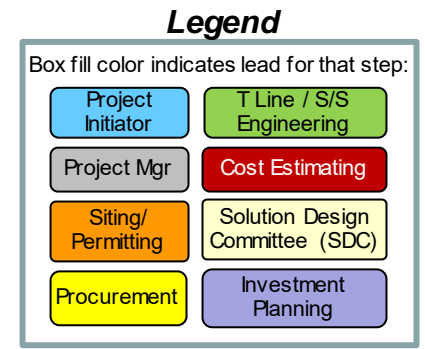 Legend
Box fill color indicates lead for that step:
Project
Initiator
T Line / S/S
Engineering
Project Mgr
Cost Estimating
Siting/
Permitting
Solution Design
Committee (SDC)
Procurement
Investment
Planning